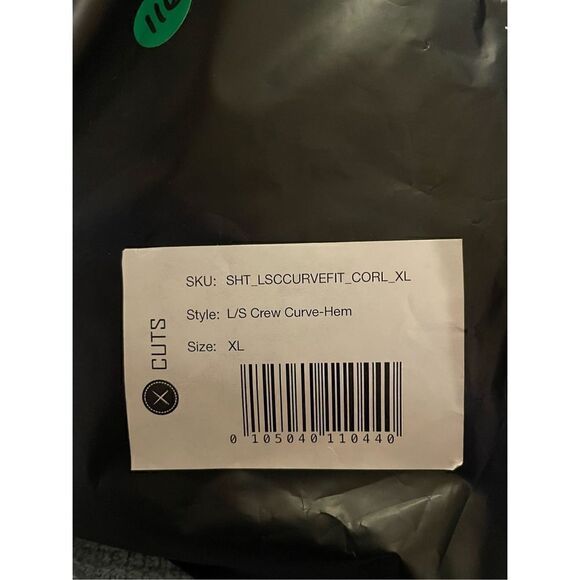 SKU: SHT_LSCCURVEFIT_CORL_XL
Style: L/S Crew Curve-Hem
Size: XL
X CUTS
0 105040 110440